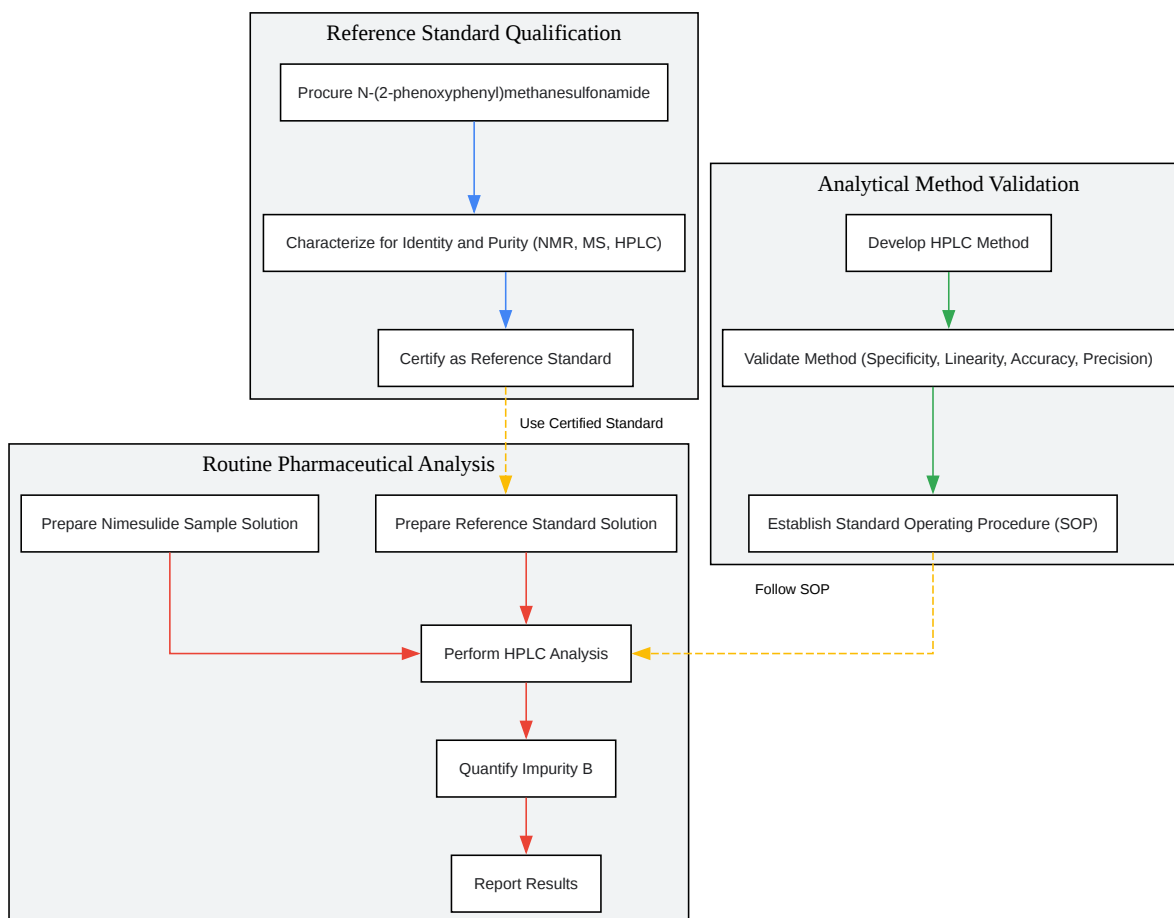 Reference Standard Qualification
Procure N-(2-phenoxyphenyl)methanesulfonamide
Characterize for Identity and Purity (NMR, MS, HPLC)
Certify as Reference Standard
Use Certified Standard
Analytical Method Validation
Develop HPLC Method
Validate Method (Specificity, Linearity, Accuracy, Precision)
Establish Standard Operating Procedure (SOP)
Follow SOP
Routine Pharmaceutical Analysis
Prepare Nimesulide Sample Solution
Prepare Reference Standard Solution
Perform HPLC Analysis
Quantify Impurity B
Report Results